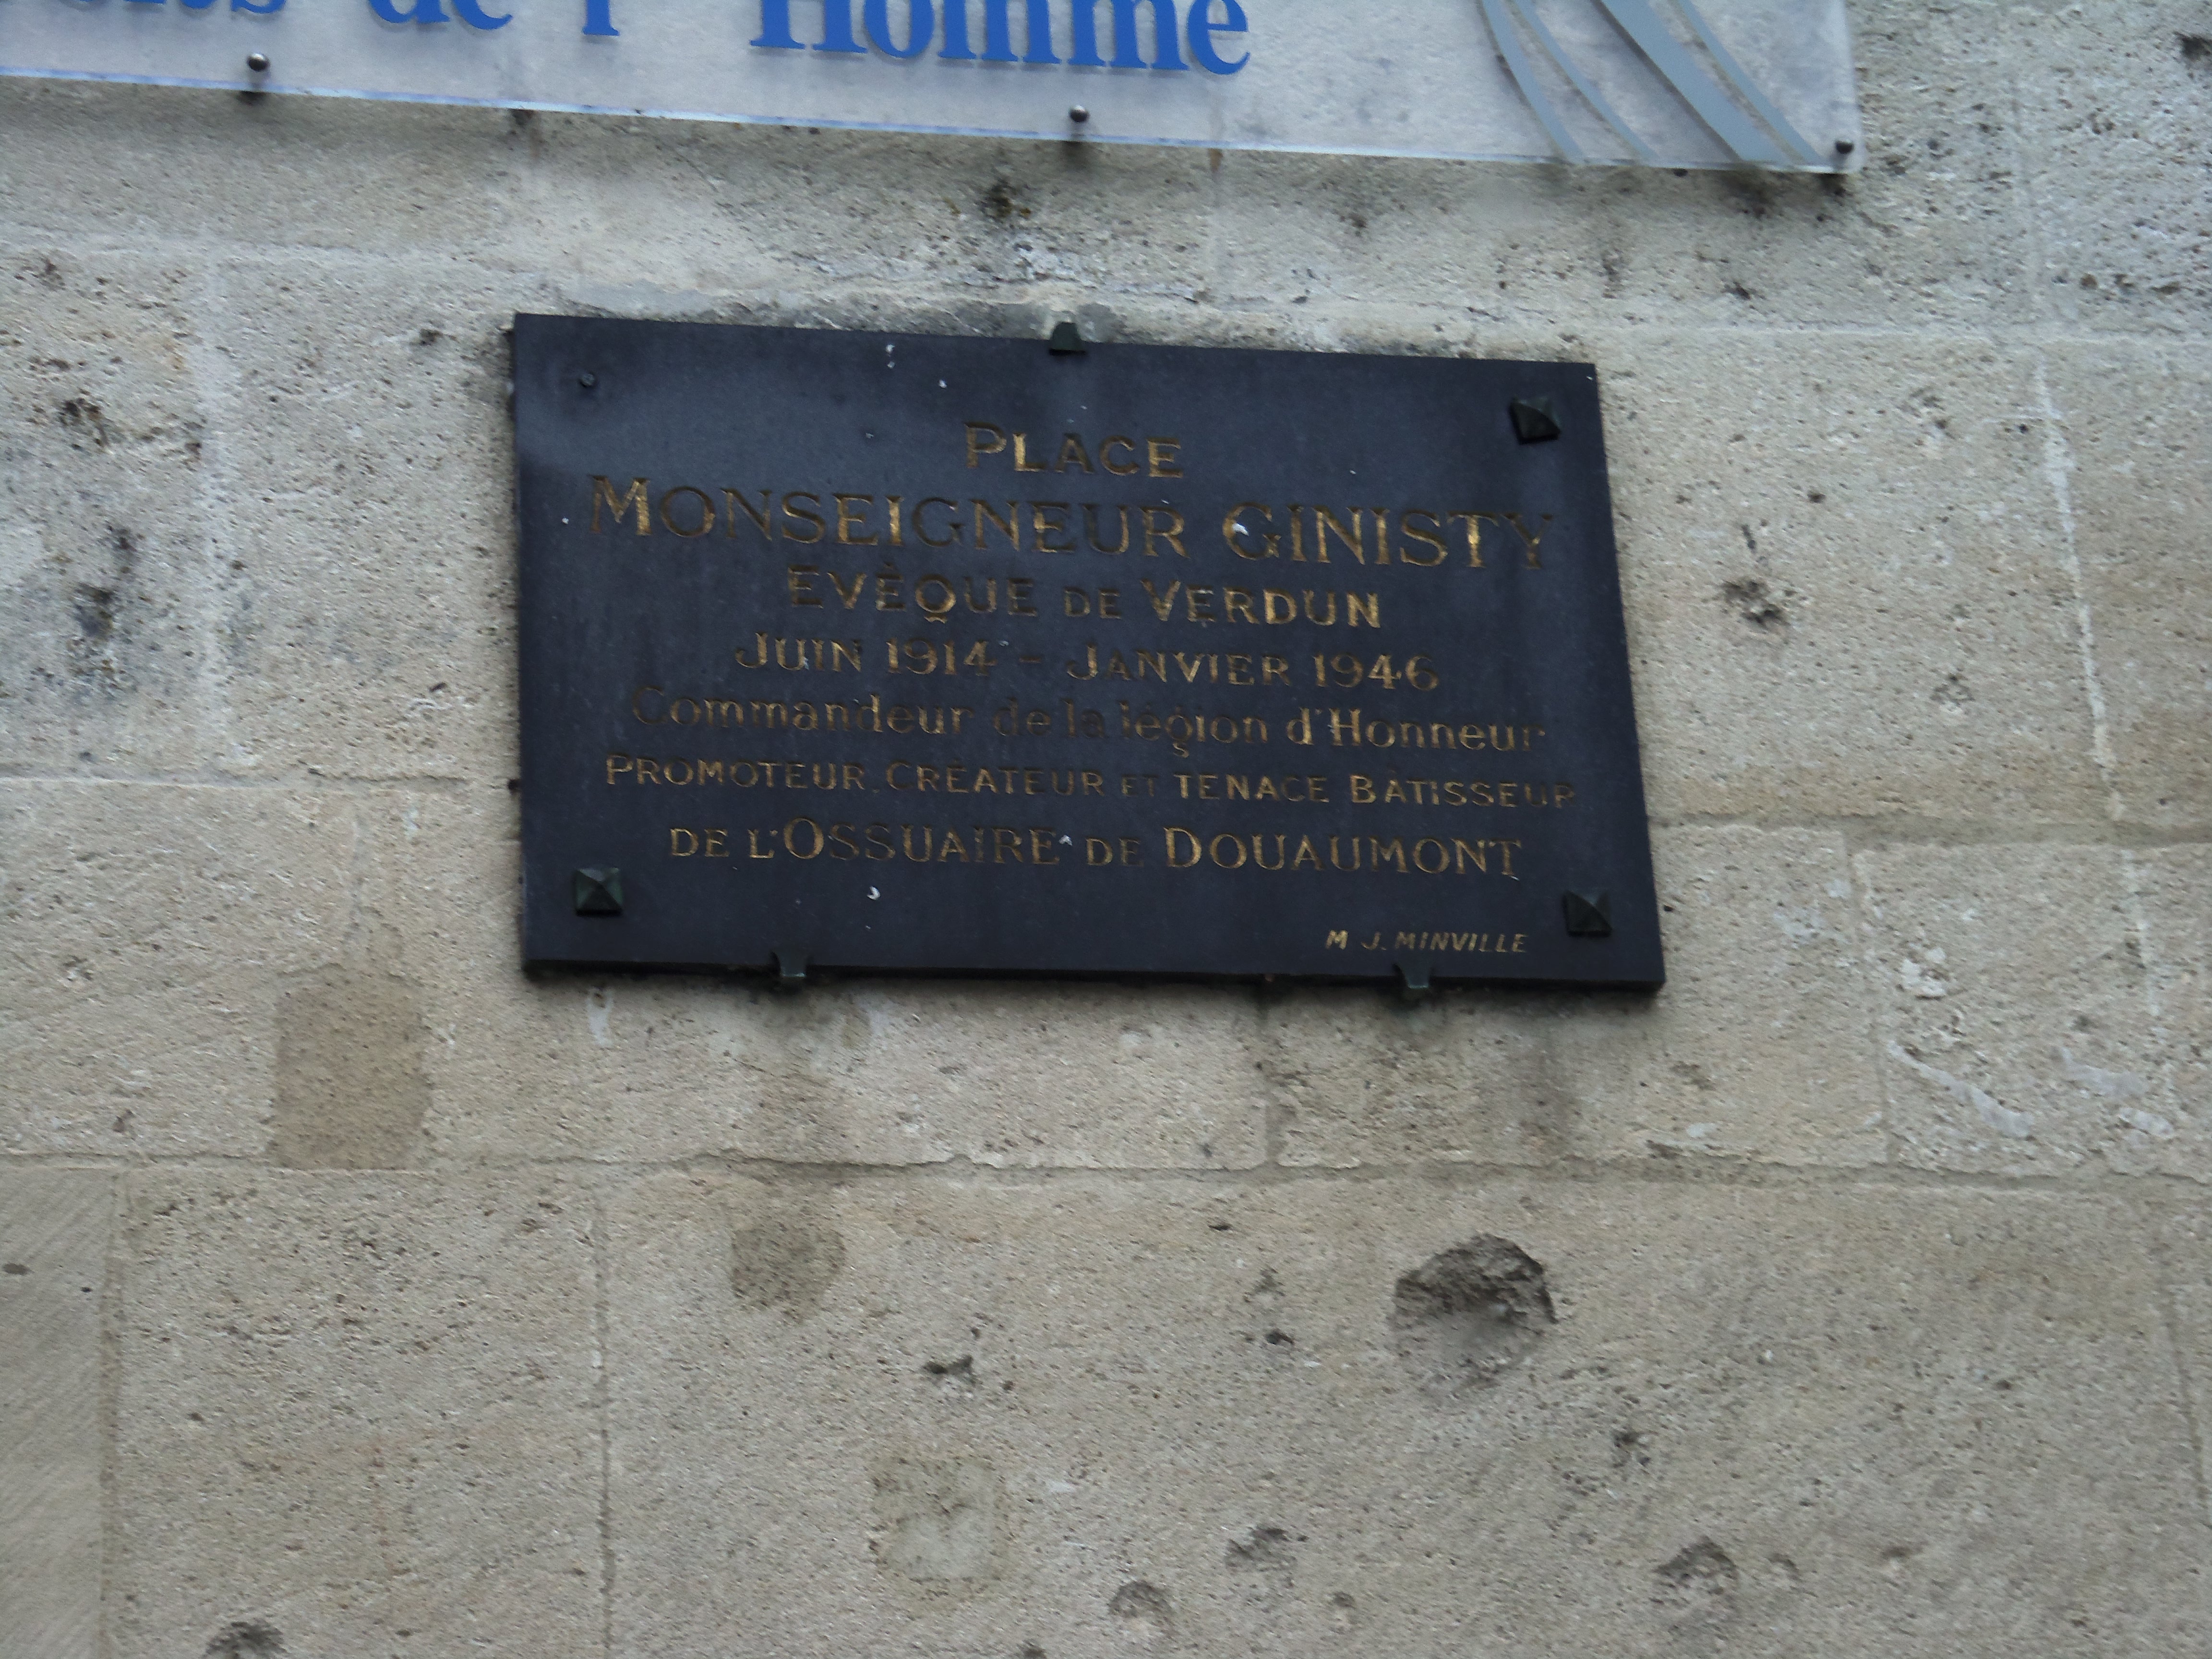 de l'Homme
PLACE
MONSEIGNEUR GINISTY
EVÊQUE DE VERDUN
JUIN 1914 - JANVIER 1946
Commandeur de la légion d'Honneur
PROMOTEUR, CRÉATEUR ET TENACE BÂTISSEUR
DE L'OSSUAIRE DE DOUAUMONT
M J. MINVILLE